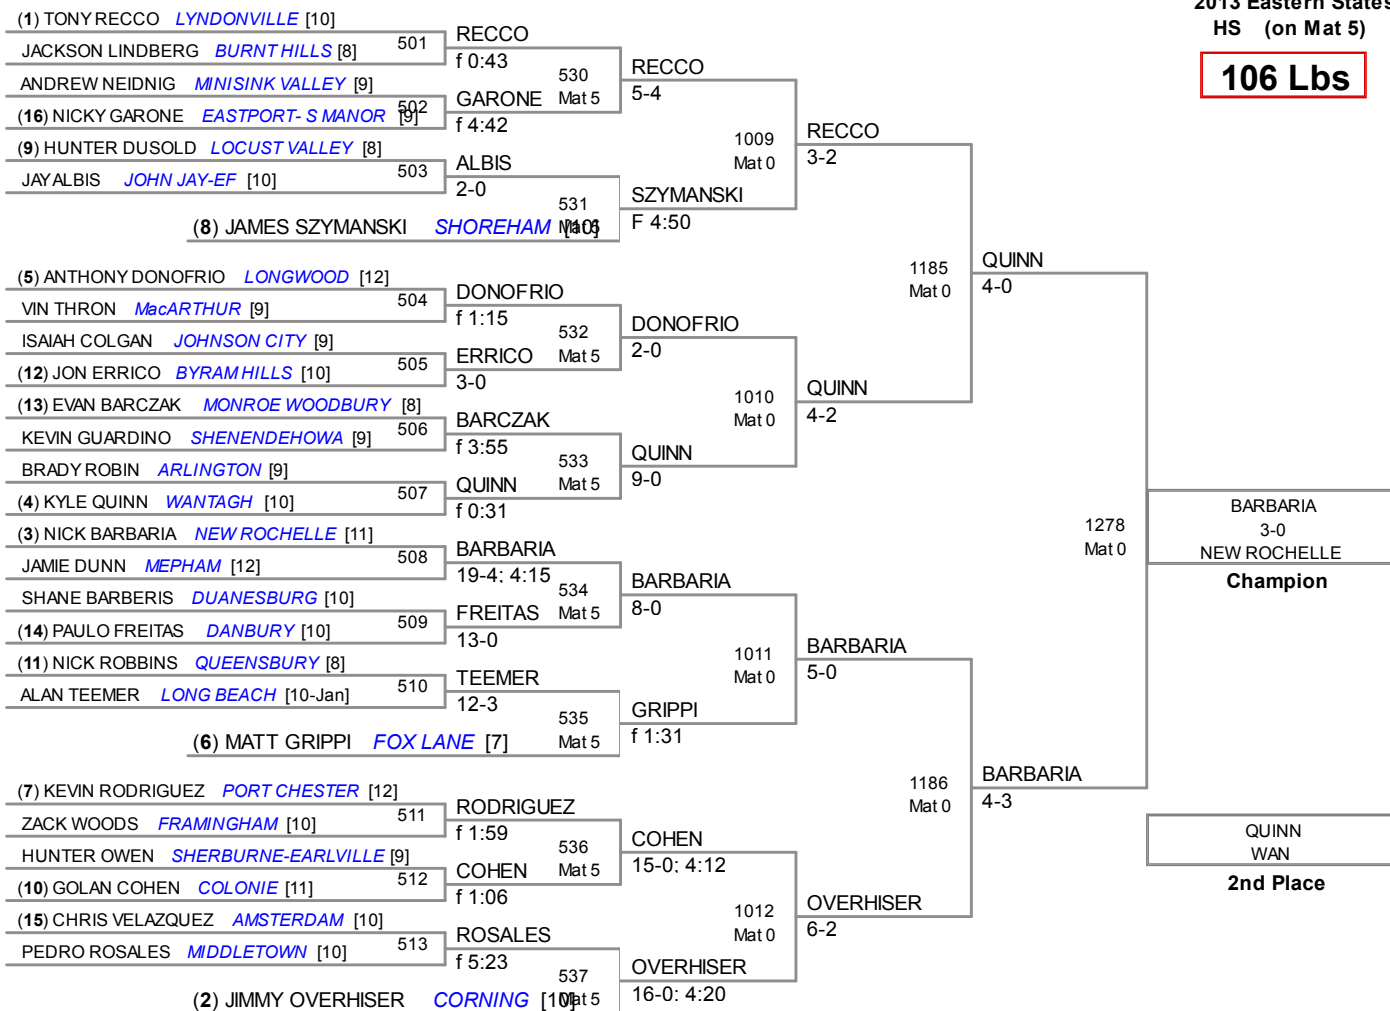 2013 Eastern States
HS (on Mat 5)
106 Lbs
(1) TONY RECCO LYNDONVILLE [10]
JACKSON LINDBERG BURNT HILLS [8]
ANDREW NEIDNIG MINISINK VALLEY [9]
(16) NICKY GARONE EASTPORT- S MANOR [9]
(9) HUNTER DUSOLD LOCUST VALLEY [8]
JAY ALBIS JOHN JAY-EF [10]
(8) JAMES SZYMANSKI SHOREHAM [10]
(5) ANTHONY DONOFRIO LONGWOOD [12]
VIN THRON MacARTHUR [9]
ISAIAH COLGAN JOHNSON CITY [9]
(12) JON ERRICO BYRAM HILLS [10]
(13) EVAN BARCZAK MONROE WOODBURY [8]
KEVIN GUARDINO SHENENDEHOWA [9]
BRADY ROBIN ARLINGTON [9]
(4) KYLE QUINN WANTAGH [10]
(3) NICK BARBARIA NEW ROCHELLE [11]
JAMIE DUNN MEPHAM [12]
SHANE BARBERIS DUANESBURG [10]
(14) PAULO FREITAS DANBURY [10]
(11) NICK ROBBINS QUEENSBURY [8]
ALAN TEEMER LONG BEACH [10-Jan]
(6) MATT GRIPPI FOX LANE [7]
(7) KEVIN RODRIGUEZ PORT CHESTER [12]
ZACK WOODS FRAMINGHAM [10]
HUNTER OWEN SHERBURNE-EARLVILLE [9]
(10) GOLAN COHEN COLONIE [11]
(15) CHRIS VELAZQUEZ AMSTERDAM [10]
PEDRO ROSALES MIDDLETOWN [10]
(2) JIMMY OVERHISER CORNING [10]
501
RECCO
f 0:43
502
GARONE
f 4:42
503
ALBIS
2-0
504
DONOFRIO
f 1:15
505
ERRICO
3-0
506
BARCZAK
f 3:55
507
QUINN
f 0:31
508
BARBARIA
19-4; 4:15
509
FREITAS
13-0
510
TEEMER
12-3
511
RODRIGUEZ
f 1:59
512
COHEN
f 1:06
513
ROSALES
f 5:23
530
Mat 5
RECCO
5-4
531
Mat 5
SZYMANSKI
F 4:50
532
Mat 5
DONOFRIO
2-0
533
Mat 5
QUINN
9-0
534
Mat 5
BARBARIA
8-0
535
Mat 5
GRIPPI
f 1:31
536
Mat 5
COHEN
15-0; 4:12
537
Mat 5
OVERHISER
16-0; 4:20
1009
Mat 0
RECCO
3-2
1010
Mat 0
QUINN
4-2
1011
Mat 0
BARBARIA
5-0
1012
Mat 0
OVERHISER
6-2
1185
Mat 0
QUINN
4-0
1186
Mat 0
BARBARIA
4-3
1278
Mat 0
BARBARIA
3-0
NEW ROCHELLE
Champion
QUINN
WAN
2nd Place